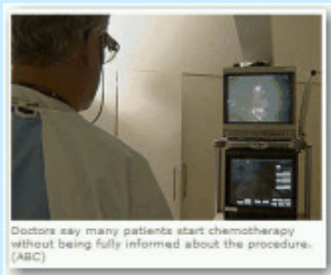 Doctors say many patients start chemotherapy
without being fully informed about the procedure.
(ABC)